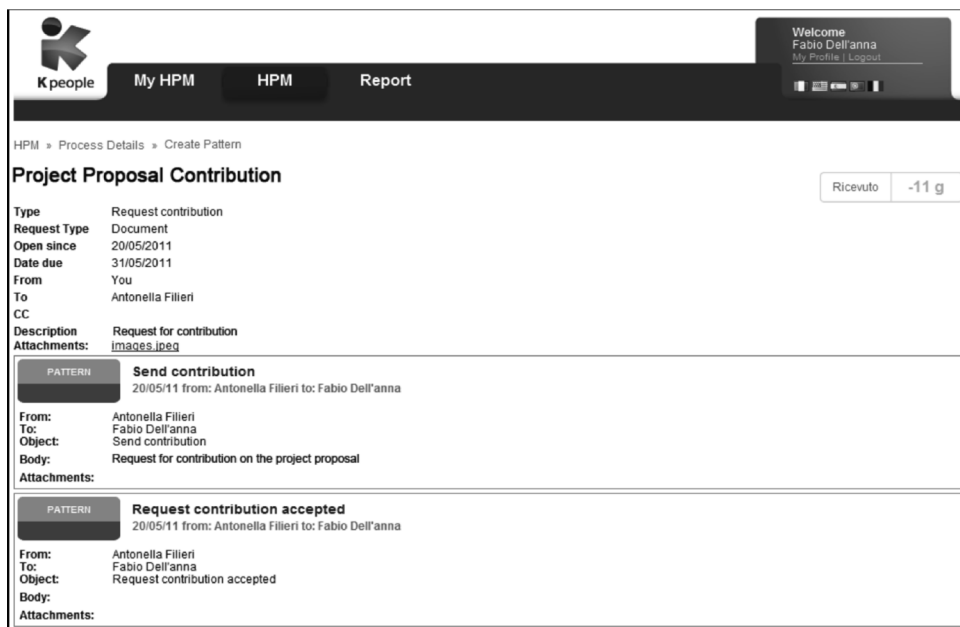 Welcome
Fabio Dell'anna
My Profile | Logout
K people
My HPM HPM Report
HPM » Process Details » Create Pattern
Project Proposal Contribution
Ricevuto -11 g
Type Request contribution
Request Type Document
Open since 20/05/2011
Date due 31/05/2011
From You
To Antonella Filieri
CC
Description Request for contribution
Attachments: images.jpeg
PATTERN Send contribution
20/05/11 from: Antonella Filieri to: Fabio Dell'anna
From: Antonella Filieri
To: Fabio Dell'anna
Object: Send contribution
Body: Request for contribution on the project proposal
Attachments:
PATTERN Request contribution accepted
20/05/11 from: Antonella Filieri to: Fabio Dell'anna
From: Antonella Filieri
To: Fabio Dell'anna
Object: Request contribution accepted
Body:
Attachments: